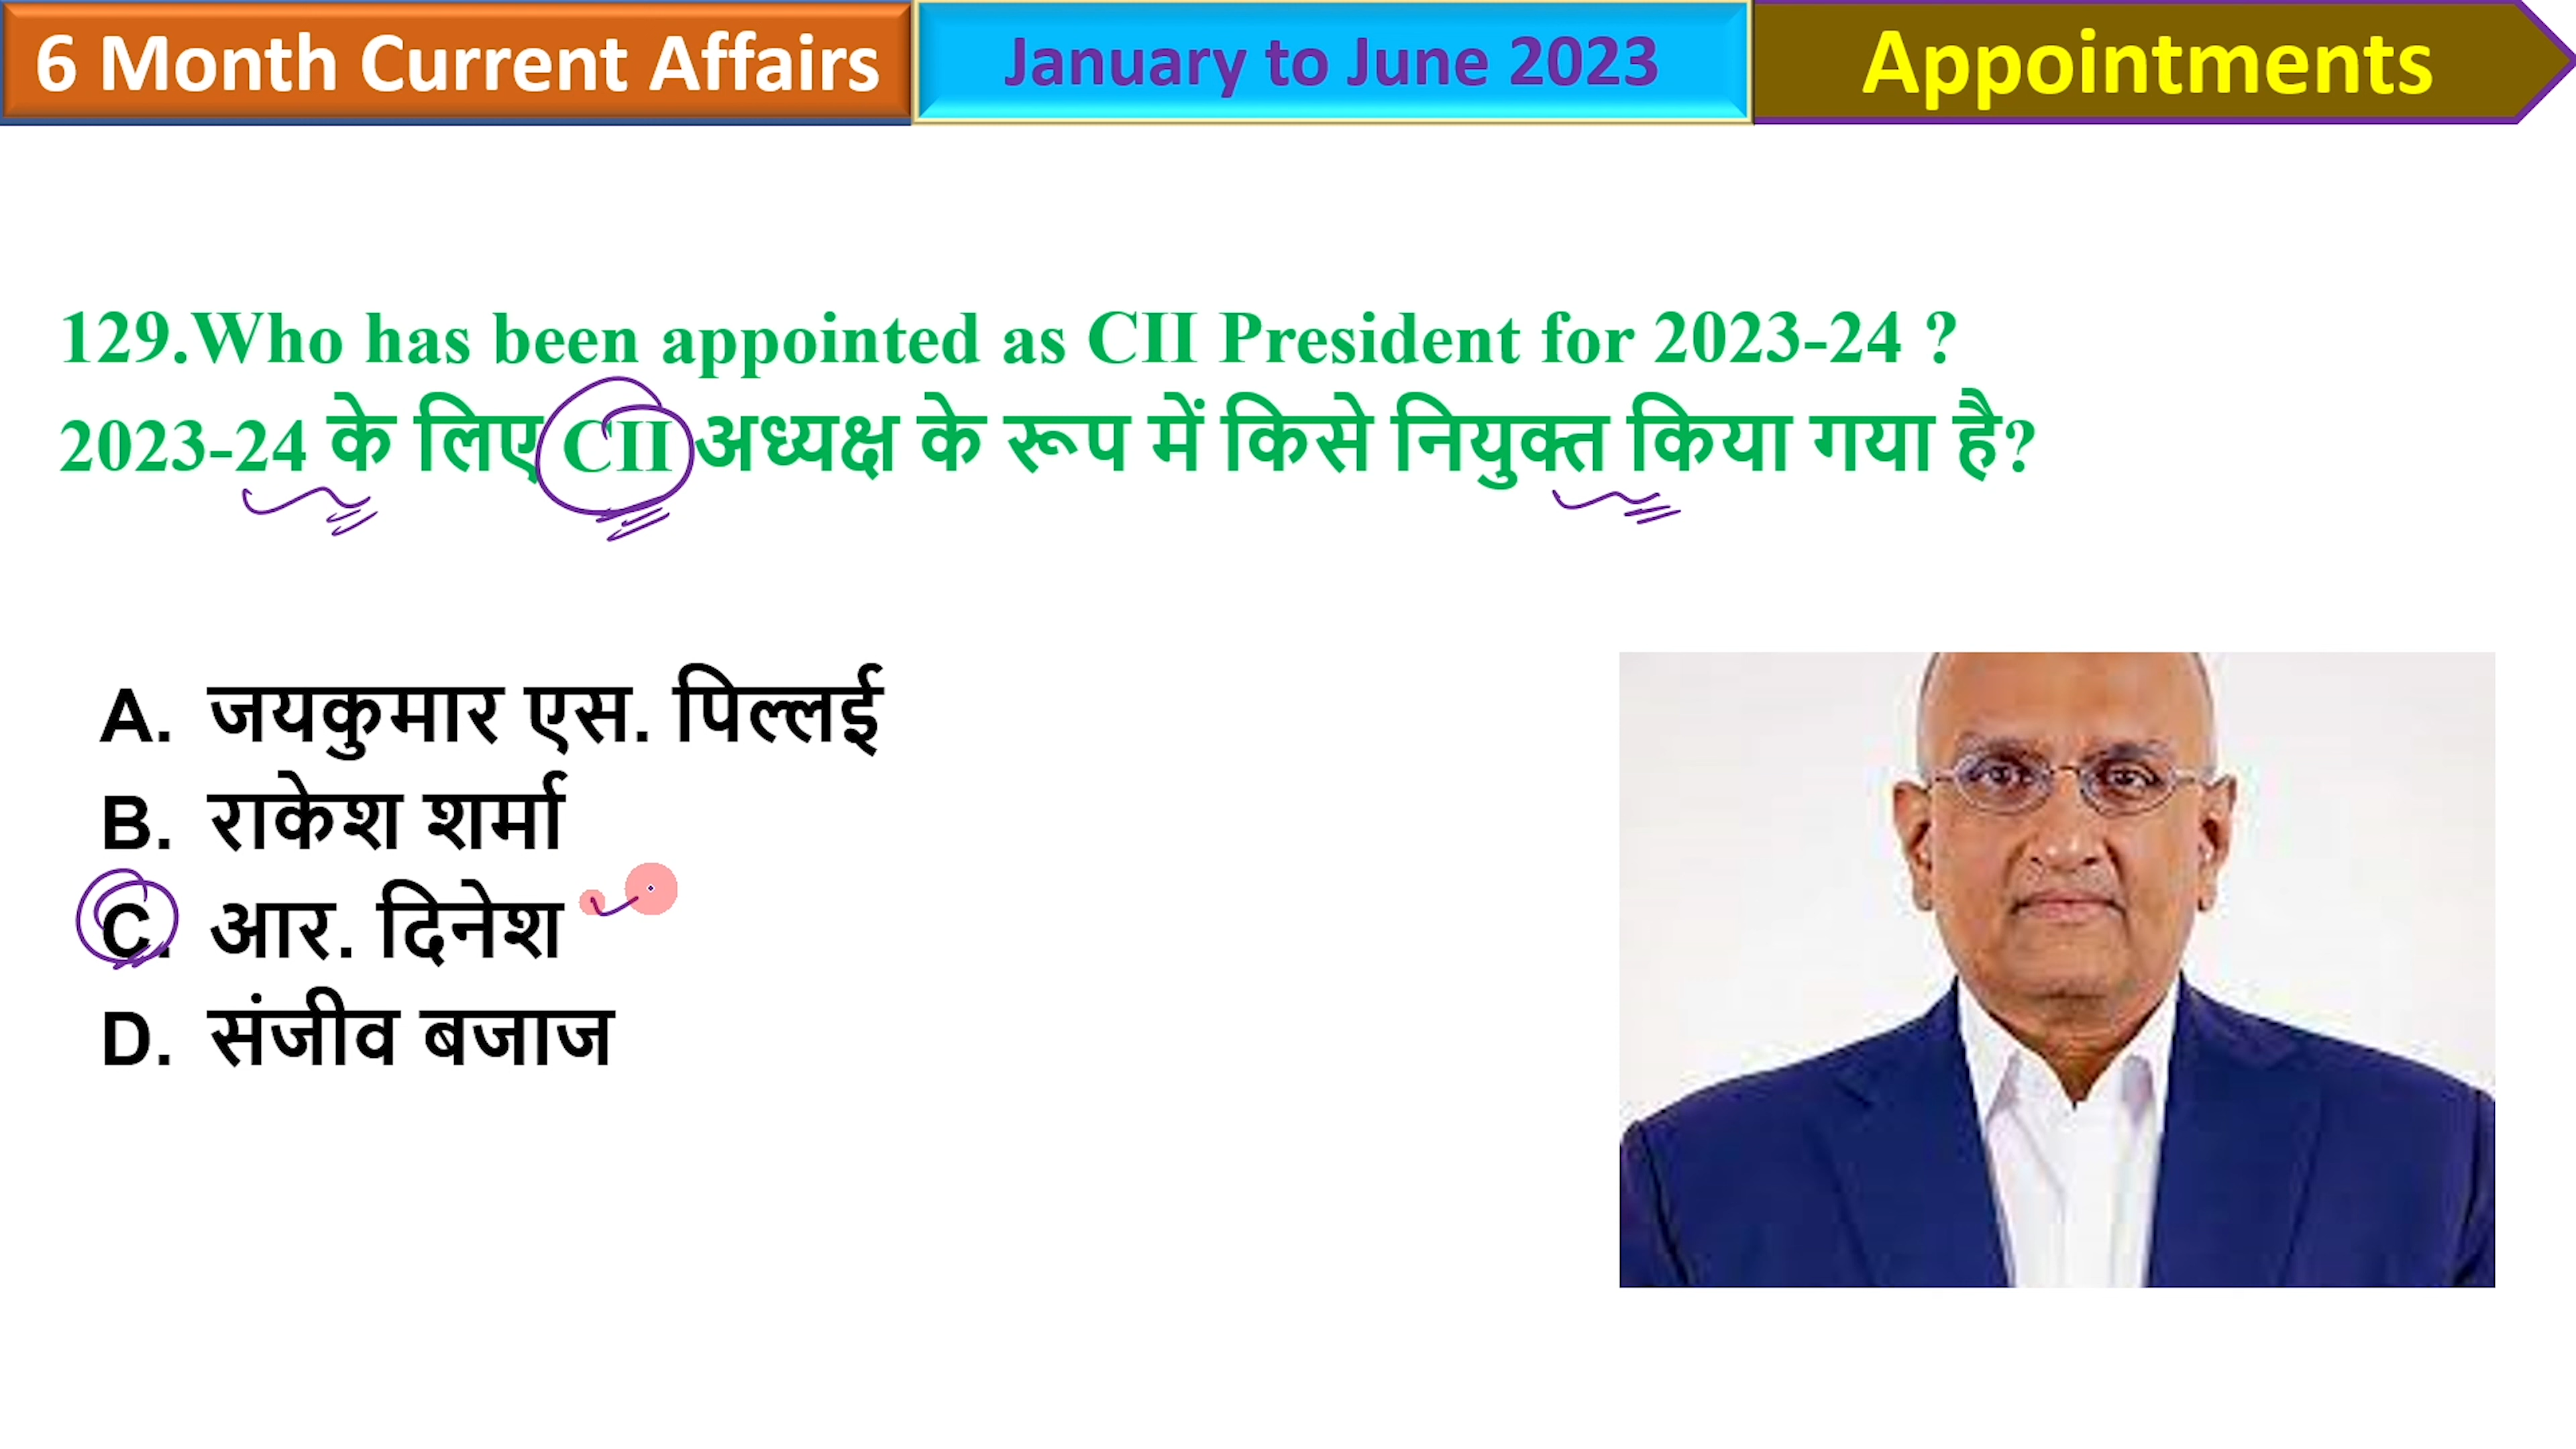 6 Month Current Affairs January to June 2023 Appointments
129.Who has been appointed as CII President for 2023-24 ?
2023-24 के लिए CII अध्यक्ष के रूप में किसे नियुक्त किया गया है?
A. जयकुमार एस. पिल्लई
B. राकेश शर्मा
C. आर. दिनेश
D. संजीव बजाज